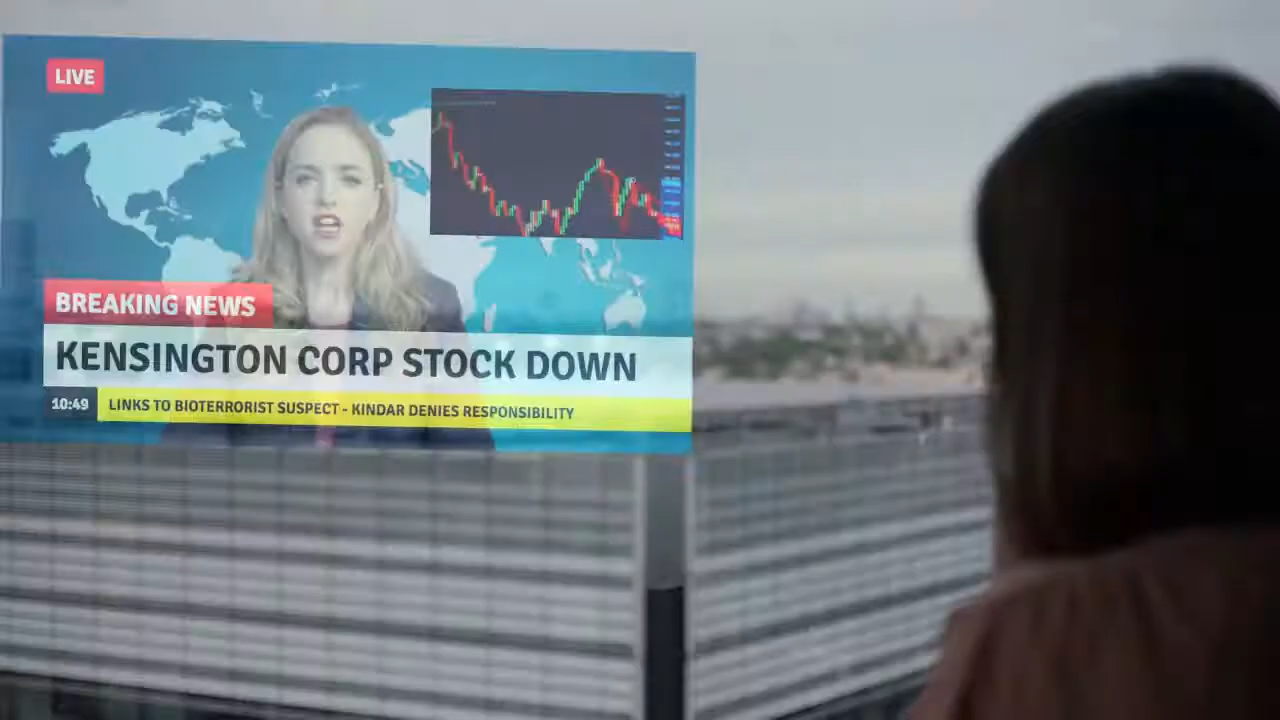 LIVE
BREAKING NEWS
KENSINGTON CORP STOCK DOWN
10:49
LINKS TO BIOTERRORIST SUSPECT - KINDAR DENIES RESPONSIBILITY